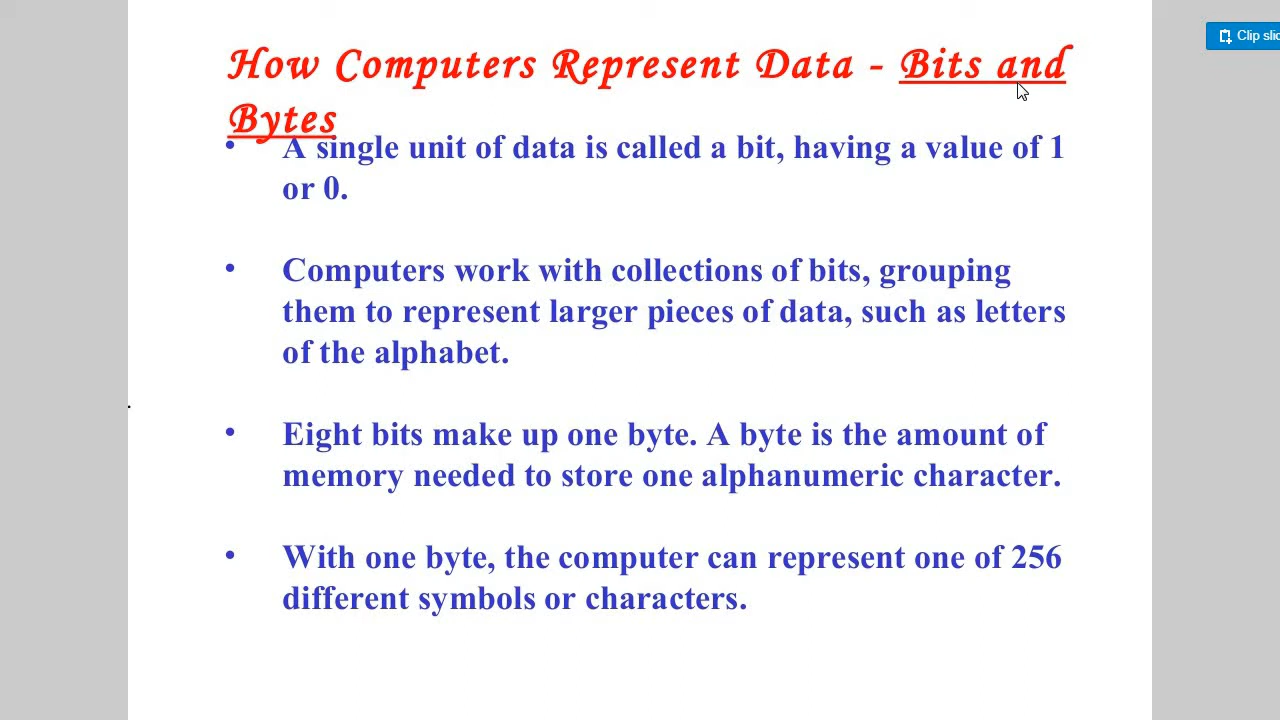 How Computers Represent Data - Bits and
Bytes
• A single unit of data is called a bit, having a value of 1
or 0.
• Computers work with collections of bits, grouping
them to represent larger pieces of data, such as letters
of the alphabet.
• Eight bits make up one byte. A byte is the amount of
memory needed to store one alphanumeric character.
• With one byte, the computer can represent one of 256
different symbols or characters.
Clip slid